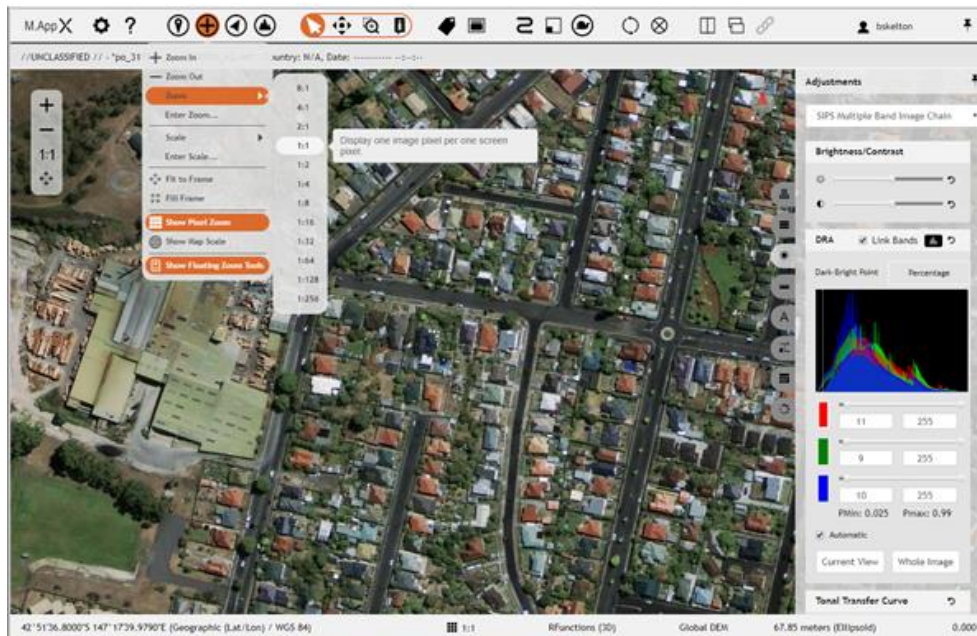 M.App X
?
bskelton
//UNCLASSIFIED // - "po_31
untry: N/A, Date: ---------- --:--:--
Zoom In
Zoom Out
Zoom
Enter Zoom...
Scale
Enter Scale...
Fit to Frame
Fill Frame
Show Pixel Zoom
Show Map Scale
Show Floating Zoom Tools
8:1
4:1
2:1
1:1
1:2
1:4
1:8
1:16
1:32
1:64
1:128
1:256
Display one image pixel per one screen
pixel
1:1
A
Adjustments
SIPS Multiple Band Image Chain
Brightness/Contrast
DRA
Link Bands
Dark-Bright Point
Percentage
11
255
9
255
10
255
PMin: 0.025
Pmax: 0.99
Automatic
Current View
Whole Image
Tonal Transfer Curve
42°51'36.8000"S 147°17'39.9790"E (Geographic (Lat/Lon) / WGS 84)
1:1
RFunctions (3D)
Global DEM
67.85 meters (Ellipsoid)